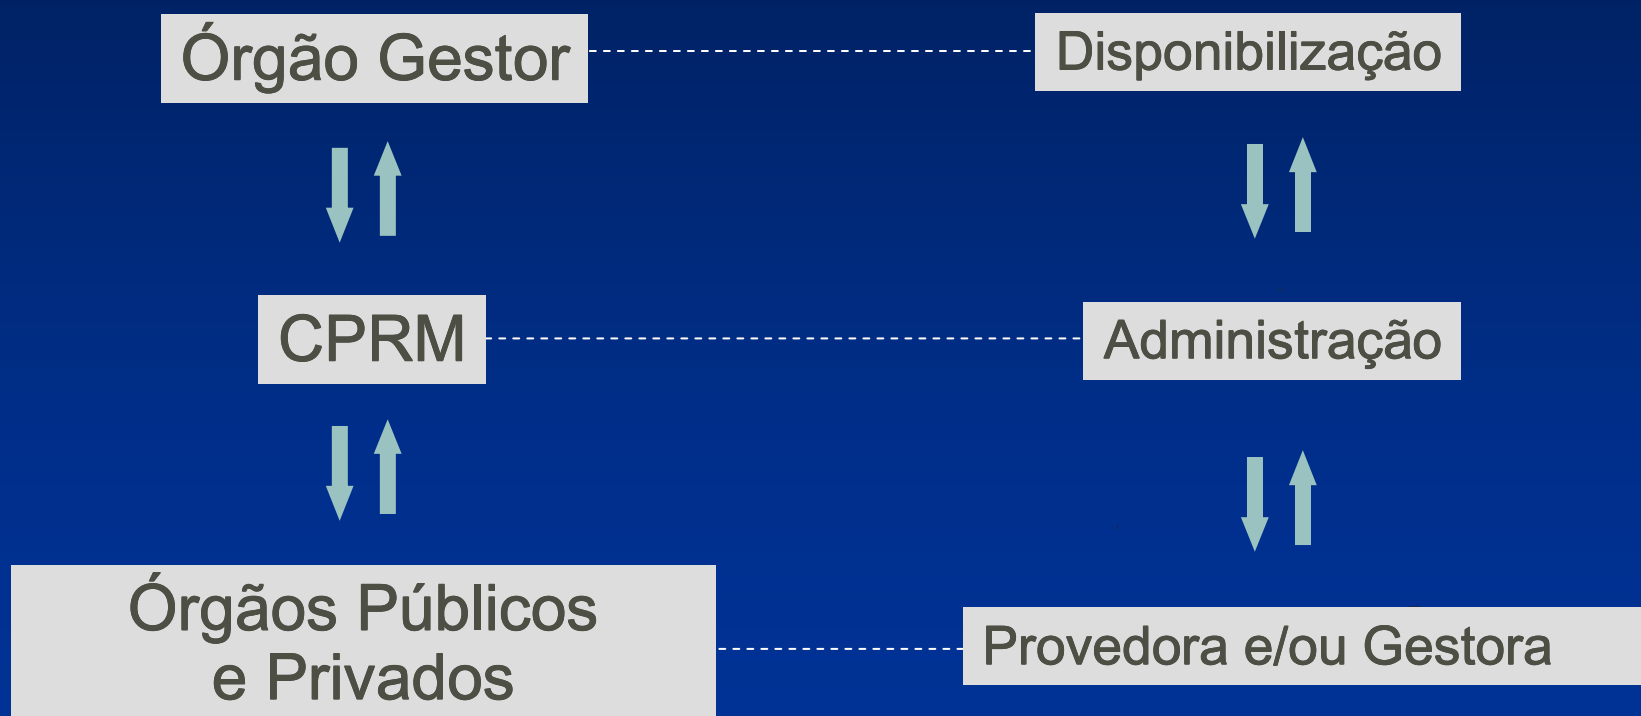 Órgão Gestor
Disponibilização
CPRM
Administração
Órgãos Públicos
e Privados
Provedora e/ou Gestora